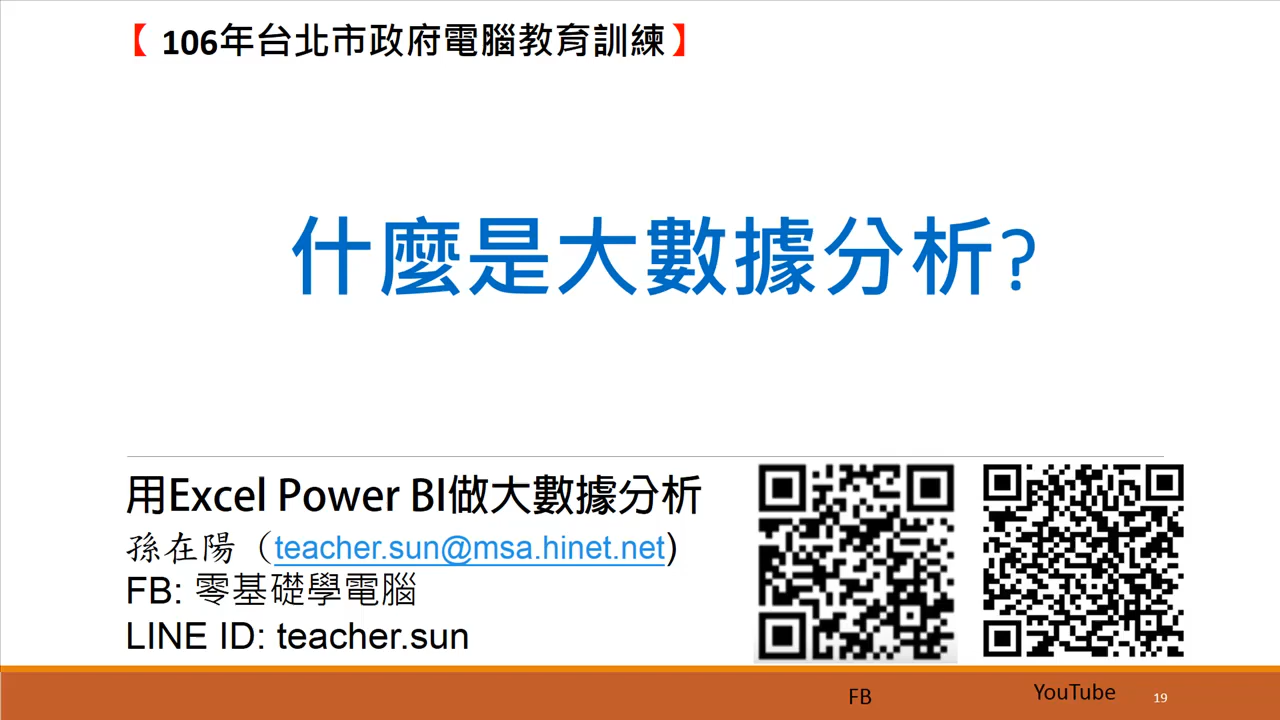 【 106年台北市政府電腦教育訓練】
什麼是大數據分析?
用Excel Power BI做大數據分析
孫在陽（teacher.sun@msa.hinet.net)
FB: 零基礎學電腦
LINE ID: teacher.sun
FB
YouTube
19